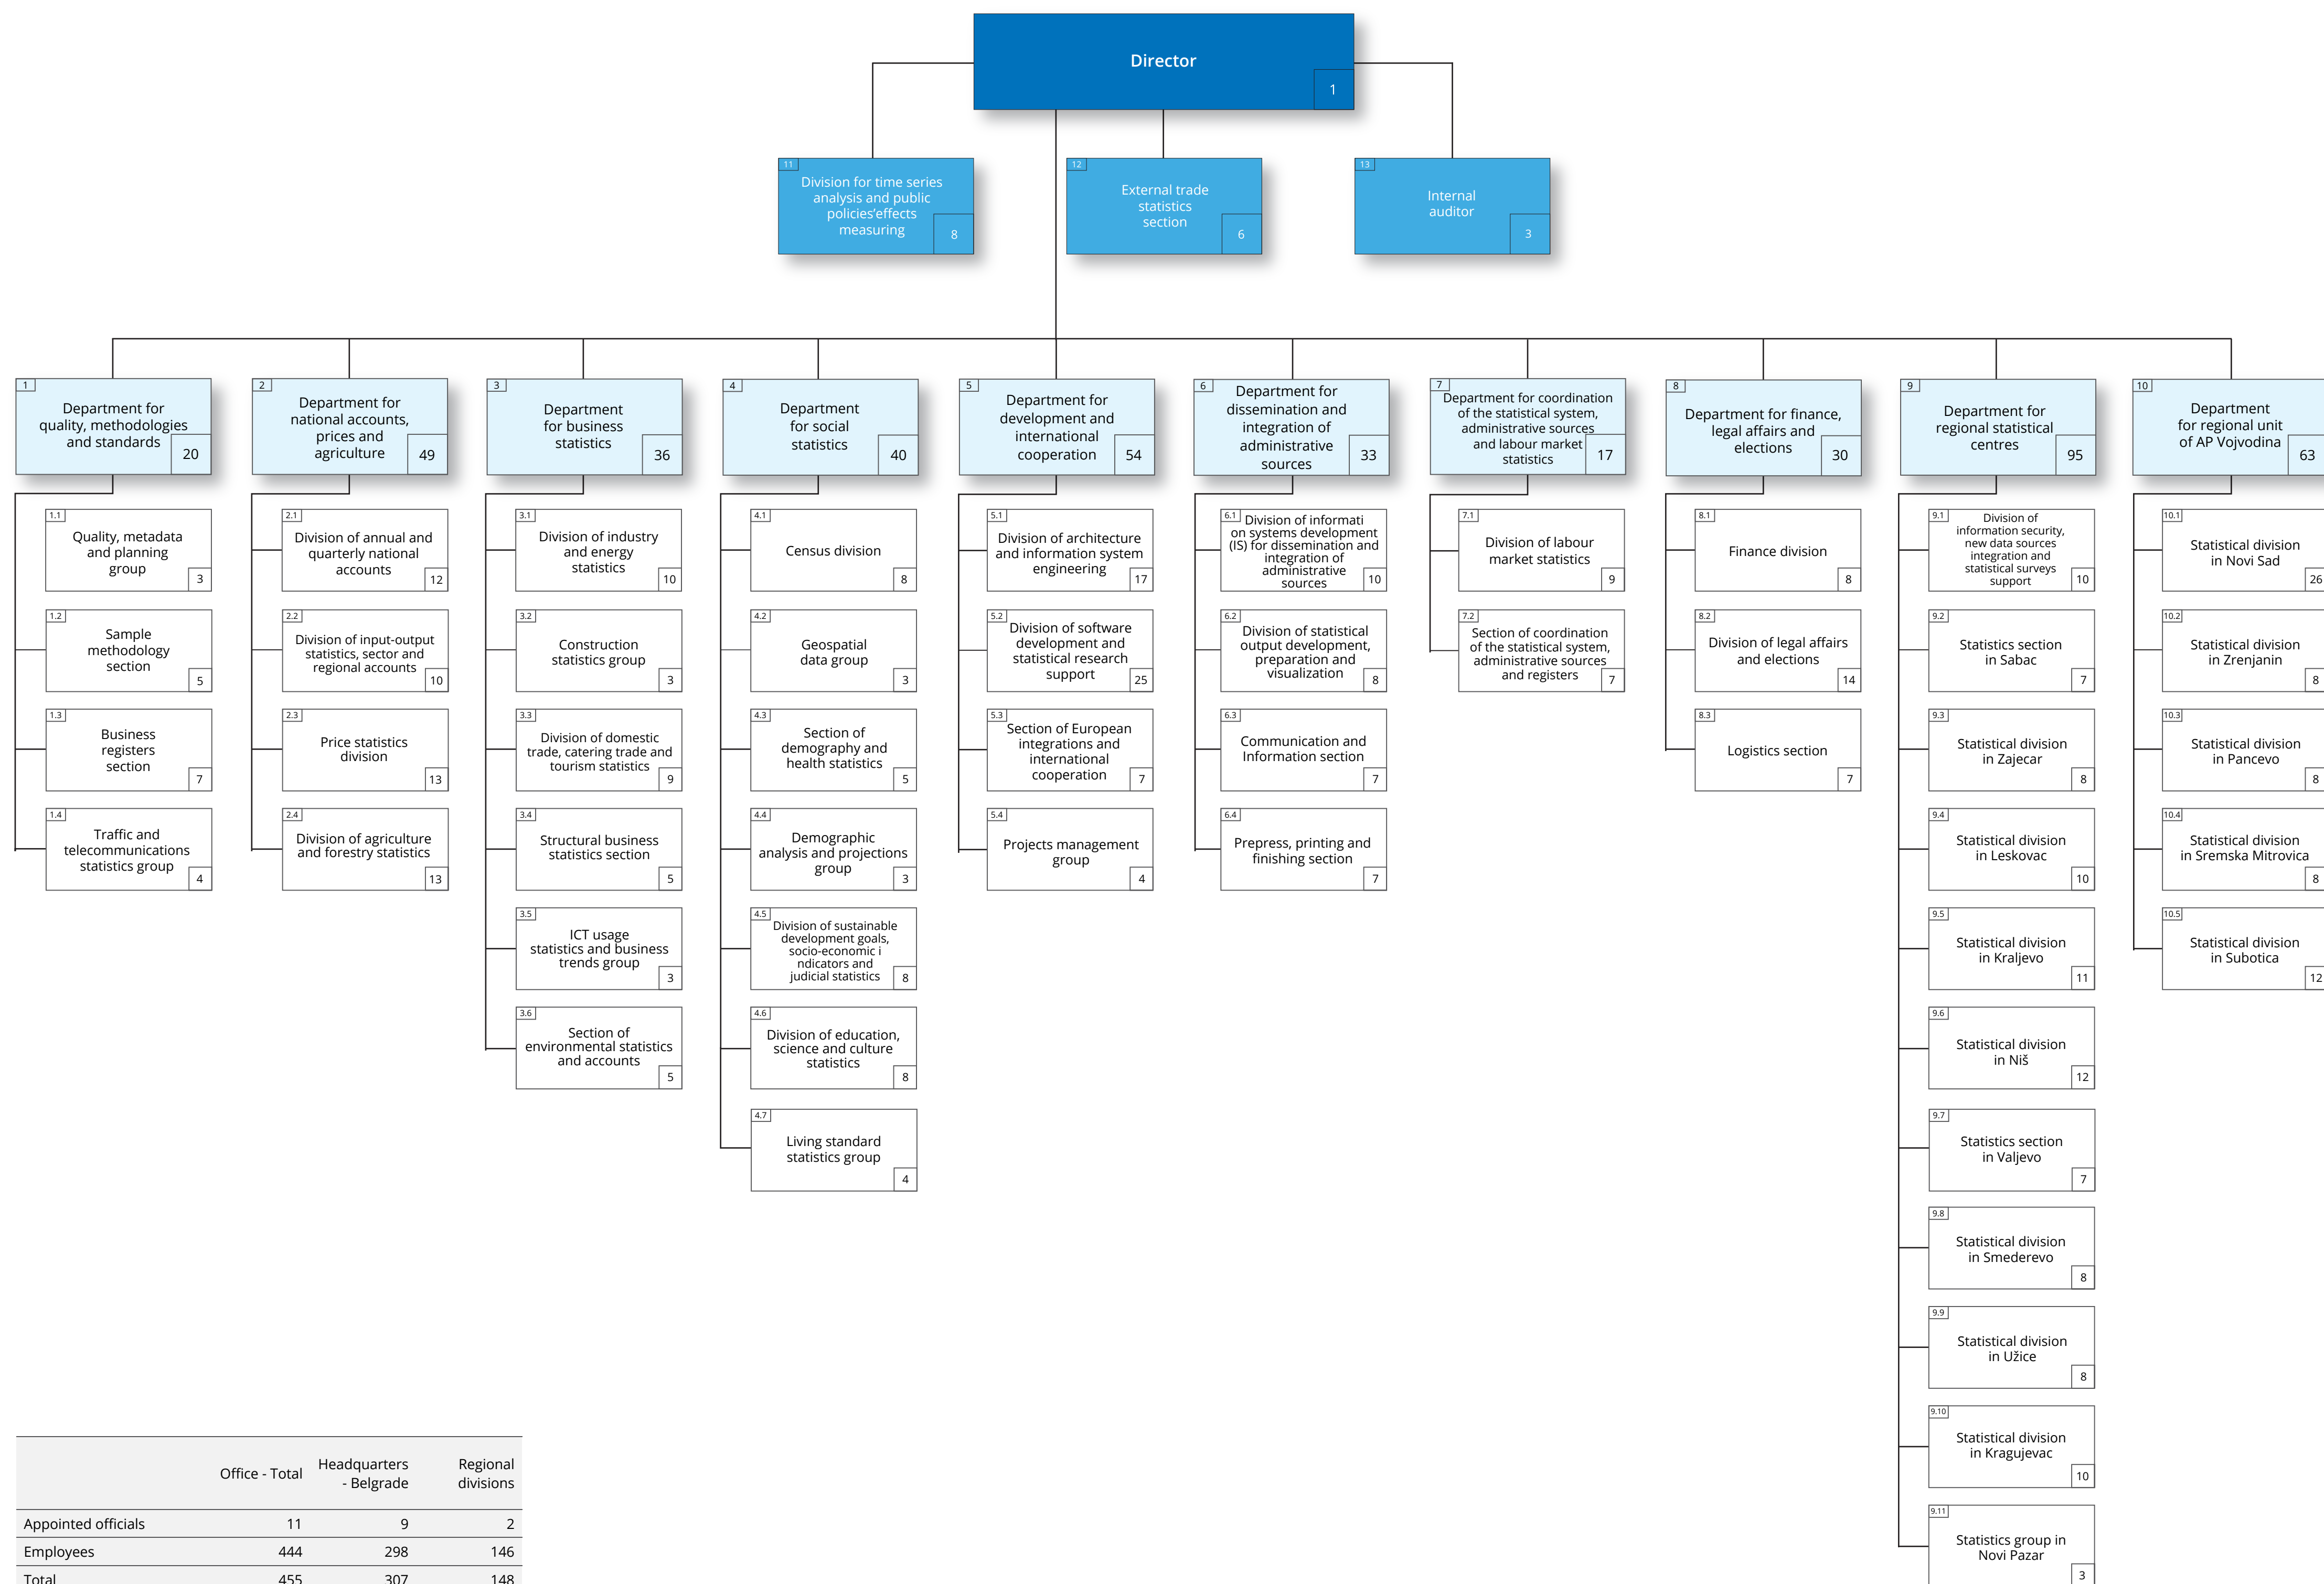 Director
1
11
Division for time series
analysis and public
policies'effects
measuring
8
12
External trade
statistics
section
6
13
Internal
auditor
3
1
Department for
quality, methodologies
and standards
20
1.1
Quality, metadata
and planning
group
3
1.2
Sample
methodology
section
5
1.3
Business
registers
section
7
1.4
Traffic and
telecommunications
statistics group
4
2
Department for
national accounts,
prices and
agriculture
49
2.1
Division of annual and
quarterly national
accounts
12
2.2
Division of input-output
statistics, sector and
regional accounts
10
2.3
Price statistics
division
13
2.4
Division of agriculture
and forestry statistics
13
3
Department
for business
statistics
36
3.1
Division of industry
and energy
statistics
10
3.2
Construction
statistics group
3
3.3
Division of domestic
trade, catering trade and
tourism statistics
9
3.4
Structural business
statistics section
5
3.5
ICT usage
statistics and business
trends group
3
3.6
Section of
environmental statistics
and accounts
5
4
Department
for social
statistics
40
4.1
Census division
8
4.2
Geospatial
data group
3
4.3
Section of
demography and
health statistics
5
4.4
Demographic
analysis and projections
group
3
4.5
Division of sustainable
development goals,
socio-economic i
ndicators and
judicial statistics
8
4.6
Division of education,
science and culture
statistics
8
4.7
Living standard
statistics group
4
5
Department for
development and
international
cooperation
54
5.1
Division of architecture
and information system
engineering
17
5.2
Division of software
development and
statistical research
support
25
5.3
Section of European
integrations and
international
cooperation
7
5.4
Projects management
group
4
6
Department for
dissemination and
integration of
administrative
sources
33
6.1
Division of informati
on systems development
(IS) for dissemination and
integration of
administrative
sources
10
6.2
Division of statistical
output development,
preparation and
visualization
8
6.3
Communication and
Information section
7
6.4
Prepress, printing and
finishing section
7
7
Department for coordination
of the statistical system,
administrative sources
and labour market
statistics
17
7.1
Division of labour
market statistics
9
7.2
Section of coordination
of the statistical system,
administrative sources
and registers
7
8
Department for finance,
legal affairs and
elections
30
8.1
Finance division
8
8.2
Division of legal affairs
and elections
14
8.3
Logistics section
7
9
Department for
regional statistical
centres
95
9.1
Division of
information security,
new data sources
integration and
statistical surveys
support
10
9.2
Statistics section
in Sabac
7
9.3
Statistical division
in Zajecar
8
9.4
Statistical division
in Leskovac
10
9.5
Statistical division
in Kraljevo
11
9.6
Statistical division
in Niš
12
9.7
Statistics section
in Valjevo
7
9.8
Statistical division
in Smederevo
8
9.9
Statistical division
in Užice
8
9.10
Statistical division
in Kragujevac
10
9.11
Statistics group in
Novi Pazar
3
10
Department
for regional unit
of AP Vojvodina
63
10.1
Statistical division
in Novi Sad
26
10.2
Statistical division
in Zrenjanin
8
10.3
Statistical division
in Pancevo
8
10.4
Statistical division
in Sremska Mitrovica
8
10.5
Statistical division
in Subotica
12
Office - Total
Headquarters
- Belgrade
Regional
divisions
Appointed officials 11 9 2
Employees 444 298 146
Total 455 307 148